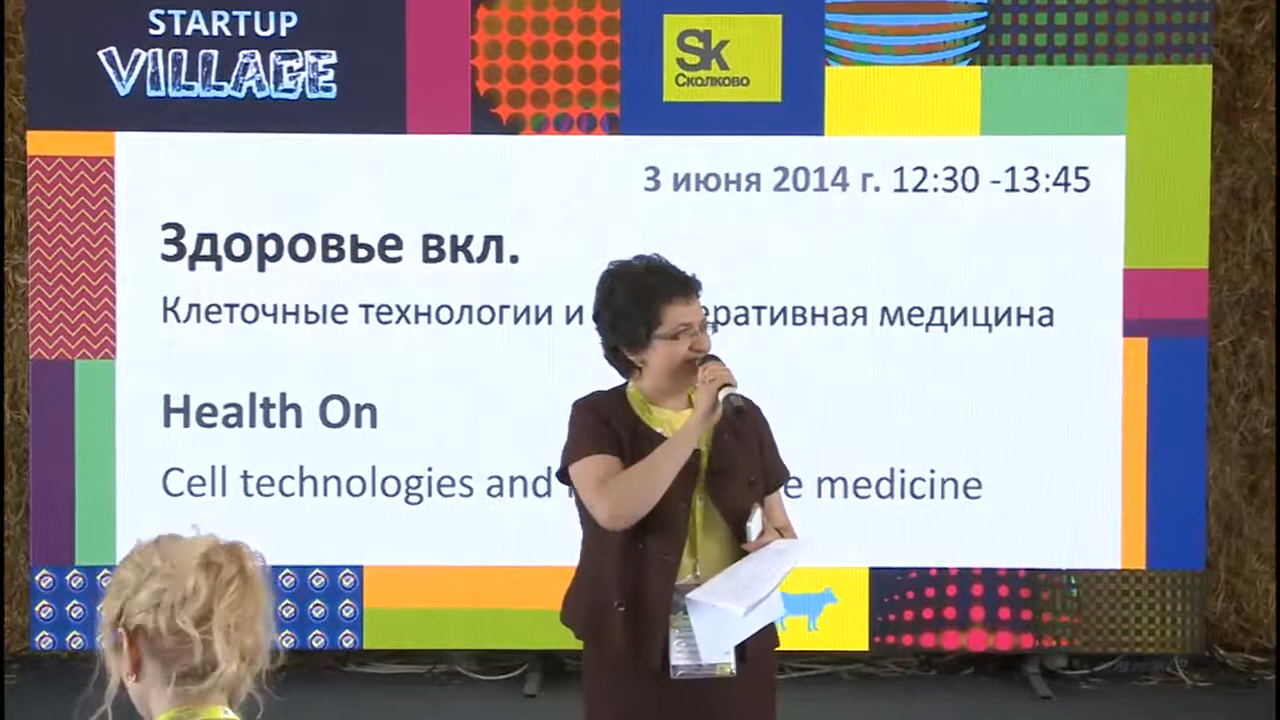 STARTUP
VILLAGE
Sk
Сколково
3 июня 2014 г. 12:30 -13:45
Здоровье вкл.
Клеточные технологии и еративная медицина
Health On
Cell technologies and e medicine